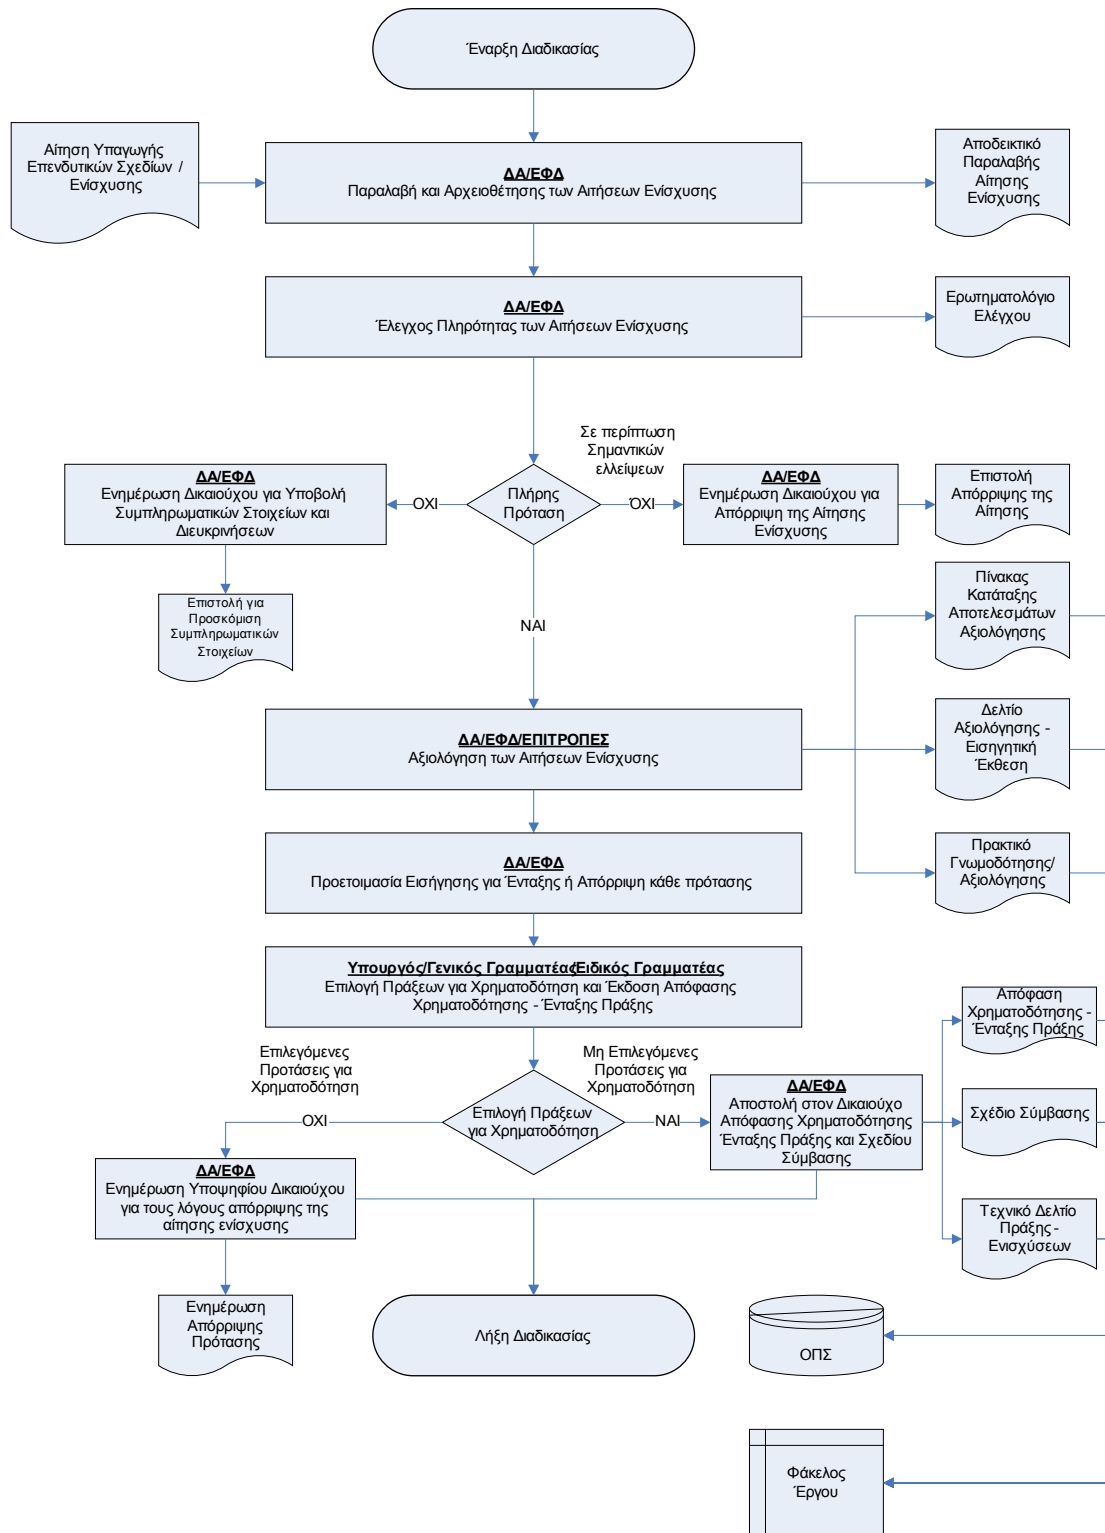 Έναρξη Διαδικασίας
Αίτηση Υπαγωγής
Επενδυτικών Σχεδίων /
Ενίσχυσης
ΔΑ/ΕΦΔ
Παραλαβή και Αρχειοθέτησης των Αιτήσεων Ενίσχυσης
Αποδεικτικό
Παραλαβής
Αίτησης
Ενίσχυσης
ΔΑ/ΕΦΔ
Έλεγχος Πληρότητας των Αιτήσεων Ενίσχυσης
Ερωτηματολόγιο
Ελέγχου
Σε περίπτωση
Σημαντικών
ελλείψεων
ΔΑ/ΕΦΔ
Ενημέρωση Δικαιούχου για Υποβολή
Συμπληρωματικών Στοιχείων και
Διευκρινήσεων
ΟΧΙ
Πλήρης
Πρόταση
ΌΧΙ
ΔΑ/ΕΦΔ
Ενημέρωση Δικαιούχου για
Απόρριψη της Αίτησης
Ενίσχυσης
Επιστολή
Απόρριψης της
Αίτησης
Επιστολή για
Προσκόμιση
Συμπληρωματικών
Στοιχείων
ΝΑΙ
Πίνακας
Κατάταξης
Αποτελεσμάτων
Αξιολόγησης
ΔΑ/ΕΦΔ/ΕΠΙΤΡΟΠΕΣ
Αξιολόγηση των Αιτήσεων Ενίσχυσης
Δελτίο
Αξιολόγησης -
Εισηγητική
Έκθεση
ΔΑ/ΕΦΔ
Προετοιμασία Εισήγησης για Ένταξης ή Απόρριψη κάθε πρότασης
Πρακτικό
Γνωμοδότησης/
Αξιολόγησης
Υπουργός/Γενικός Γραμματέας/Ειδικός Γραμματέας
Επιλογή Πράξεων για Χρηματοδότηση και Έκδοση Απόφασης
Χρηματοδότησης - Ένταξης Πράξης
Απόφαση
Χρηματοδότησης -
Ένταξης Πράξης
Επιλεγόμενες
Προτάσεις για
Χρηματοδότηση
Μη Επιλεγόμενες
Προτάσεις για
Χρηματοδότηση
ΟΧΙ
Επιλογή Πράξεων
για Χρηματοδότηση
ΝΑΙ
ΔΑ/ΕΦΔ
Αποστολή στον Δικαιούχο
Απόφασης Χρηματοδότησης
Ένταξης Πράξης και Σχεδίου
Σύμβασης
Σχέδιο Σύμβασης
ΔΑ/ΕΦΔ
Ενημέρωση Υποψηφίου Δικαιούχου
για τους λόγους απόρριψης της
αίτησης ενίσχυσης
Τεχνικό Δελτίο
Πράξης -
Ενισχύσεων
Ενημέρωση
Απόρριψης
Πρότασης
Λήξη Διαδικασίας
ΟΠΣ
Φάκελος
Έργου